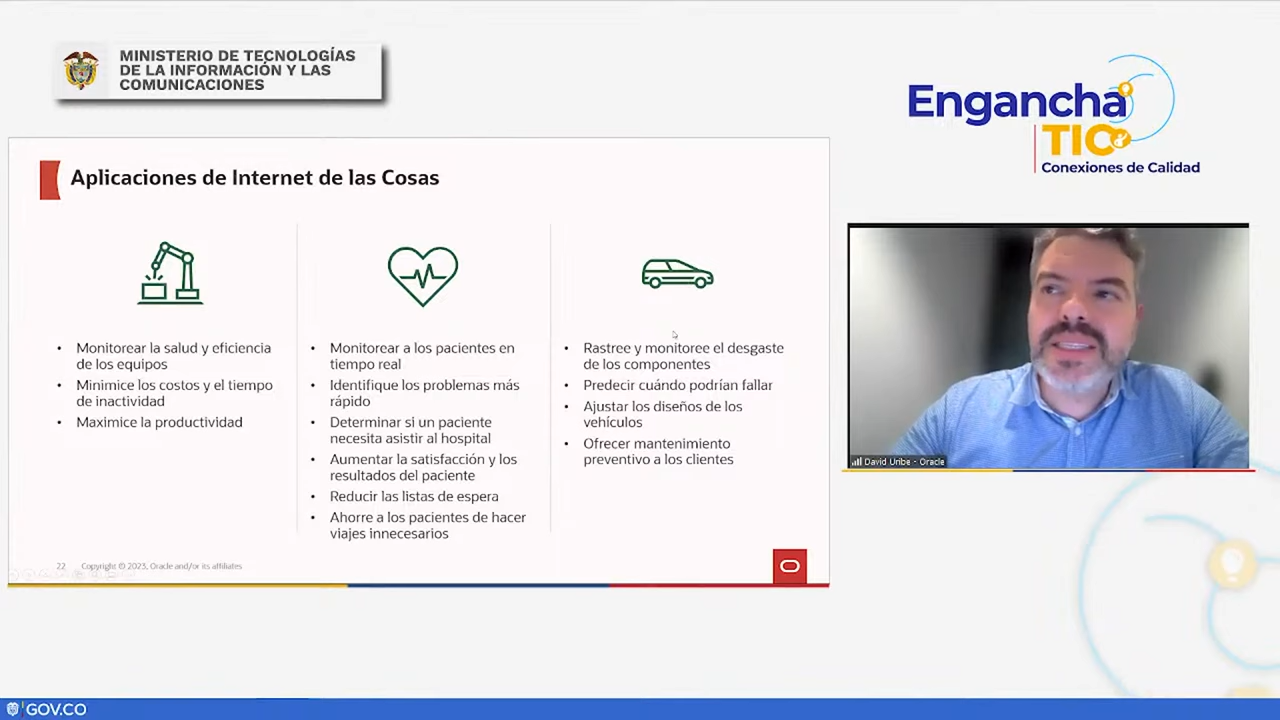 MINISTERIO DE TECNOLOGÍAS
DE LA INFORMACIÓN Y LAS
COMUNICACIONES
Engancha
TIC
Conexiones de Calidad
Aplicaciones de Internet de las Cosas
• Monitorear la salud y eficiencia
de los equipos
• Minimice los costos y el tiempo
de inactividad
• Maximice la productividad
• Monitorear a los pacientes en
tiempo real
• Identifique los problemas más
rápido
• Determinar si un paciente
necesita asistir al hospital
• Aumentar la satisfacción y los
resultados del paciente
• Reducir las listas de espera
• Ahorre a los pacientes de hacer
viajes innecesarios
• Rastree y monitoree el desgaste
de los componentes
• Predecir cuándo podrían fallar
• Ajustar los diseños de los
vehículos
• Ofrecer mantenimiento
preventivo a los clientes
22 Copyright © 2023, Oracle and/or its affiliates
David Uribe - Oracle
GOV.CO